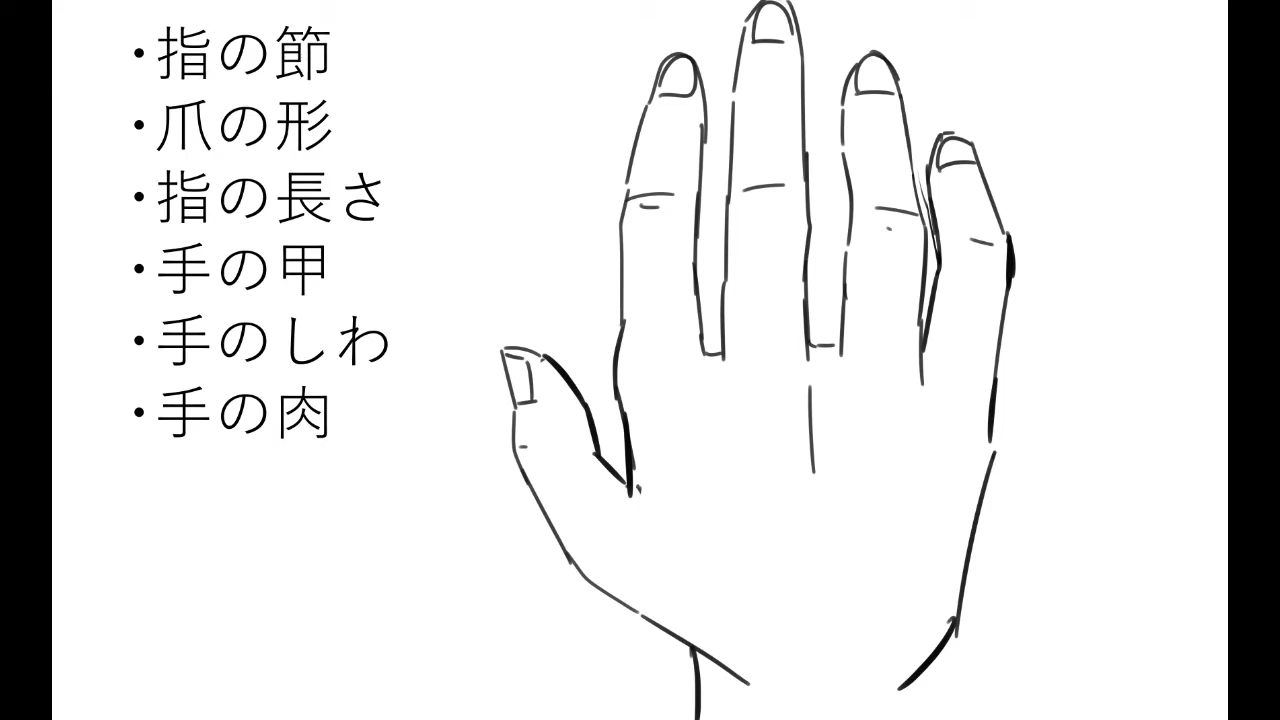 ・指の節
・爪の形
・指の長さ
・手の甲
・手のしわ
・手の肉